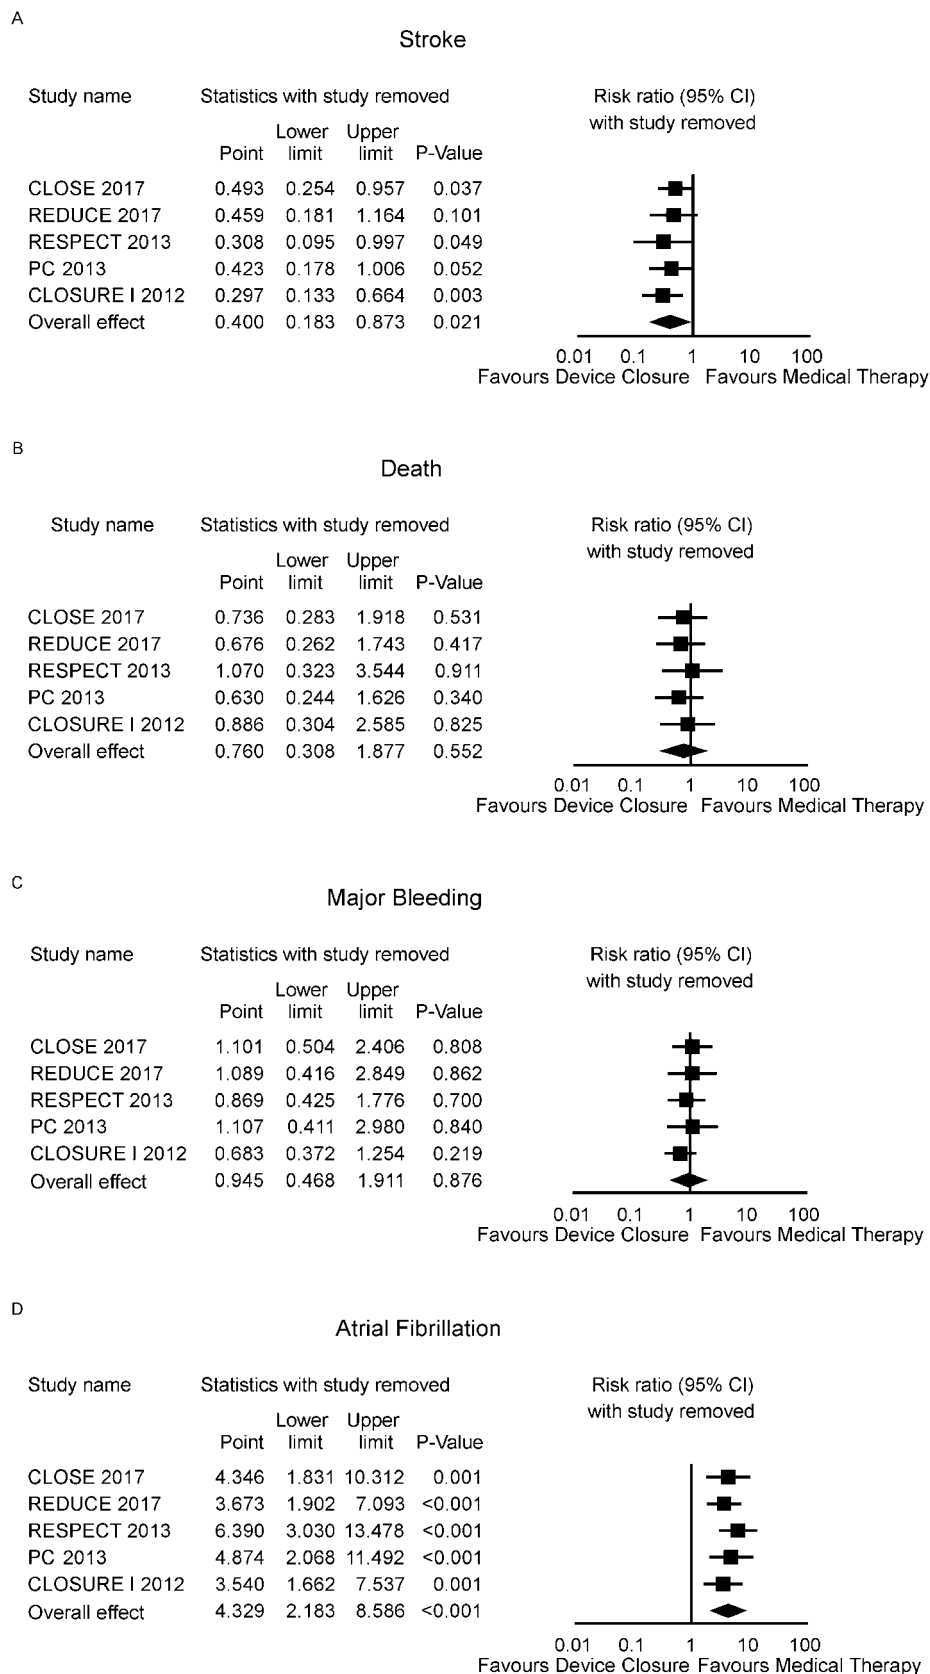 A
Stroke
Study name Statistics with study removed Risk ratio (95% CI)
with study removed
Lower Upper
Point limit limit P-Value
CLOSE 2017 0.493 0.254 0.957 0.037
REDUCE 2017 0.459 0.181 1.164 0.101
RESPECT 2013 0.308 0.095 0.997 0.049
PC 2013 0.423 0.178 1.006 0.052
CLOSURE I 2012 0.297 0.133 0.664 0.003
Overall effect 0.400 0.183 0.873 0.021
0.01 0.1 1 10 100
Favours Device Closure Favours Medical Therapy
B
Death
Study name Statistics with study removed Risk ratio (95% CI)
with study removed
Lower Upper
Point limit limit P-Value
CLOSE 2017 0.736 0.283 1.918 0.531
REDUCE 2017 0.676 0.262 1.743 0.417
RESPECT 2013 1.070 0.323 3.544 0.911
PC 2013 0.630 0.244 1.626 0.340
CLOSURE I 2012 0.886 0.304 2.585 0.825
Overall effect 0.760 0.308 1.877 0.552
0.01 0.1 1 10 100
Favours Device Closure Favours Medical Therapy
C
Major Bleeding
Study name Statistics with study removed Risk ratio (95% CI)
with study removed
Lower Upper
Point limit limit P-Value
CLOSE 2017 1.101 0.504 2.406 0.808
REDUCE 2017 1.089 0.416 2.849 0.862
RESPECT 2013 0.869 0.425 1.776 0.700
PC 2013 1.107 0.411 2.980 0.840
CLOSURE I 2012 0.683 0.372 1.254 0.219
Overall effect 0.945 0.468 1.911 0.876
0.01 0.1 1 10 100
Favours Device Closure Favours Medical Therapy
D
Atrial Fibrillation
Study name Statistics with study removed Risk ratio (95% CI)
with study removed
Lower Upper
Point limit limit P-Value
CLOSE 2017 4.346 1.831 10.312 0.001
REDUCE 2017 3.673 1.902 7.093 <0.001
RESPECT 2013 6.390 3.030 13.478 <0.001
PC 2013 4.874 2.068 11.492 <0.001
CLOSURE I 2012 3.540 1.662 7.537 0.001
Overall effect 4.329 2.183 8.586 <0.001
0.01 0.1 1 10 100
Favours Device Closure Favours Medical Therapy